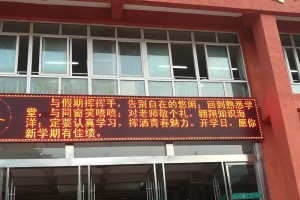 与假期挥挥手，告别自在的悠闲；回到熟悉学
堂，与同窗笑嘻嘻；对老师敬个礼，翱翔知识海
洋；定要认真学习，挥洒青春魅力。开学日，愿你
新学期有佳绩。